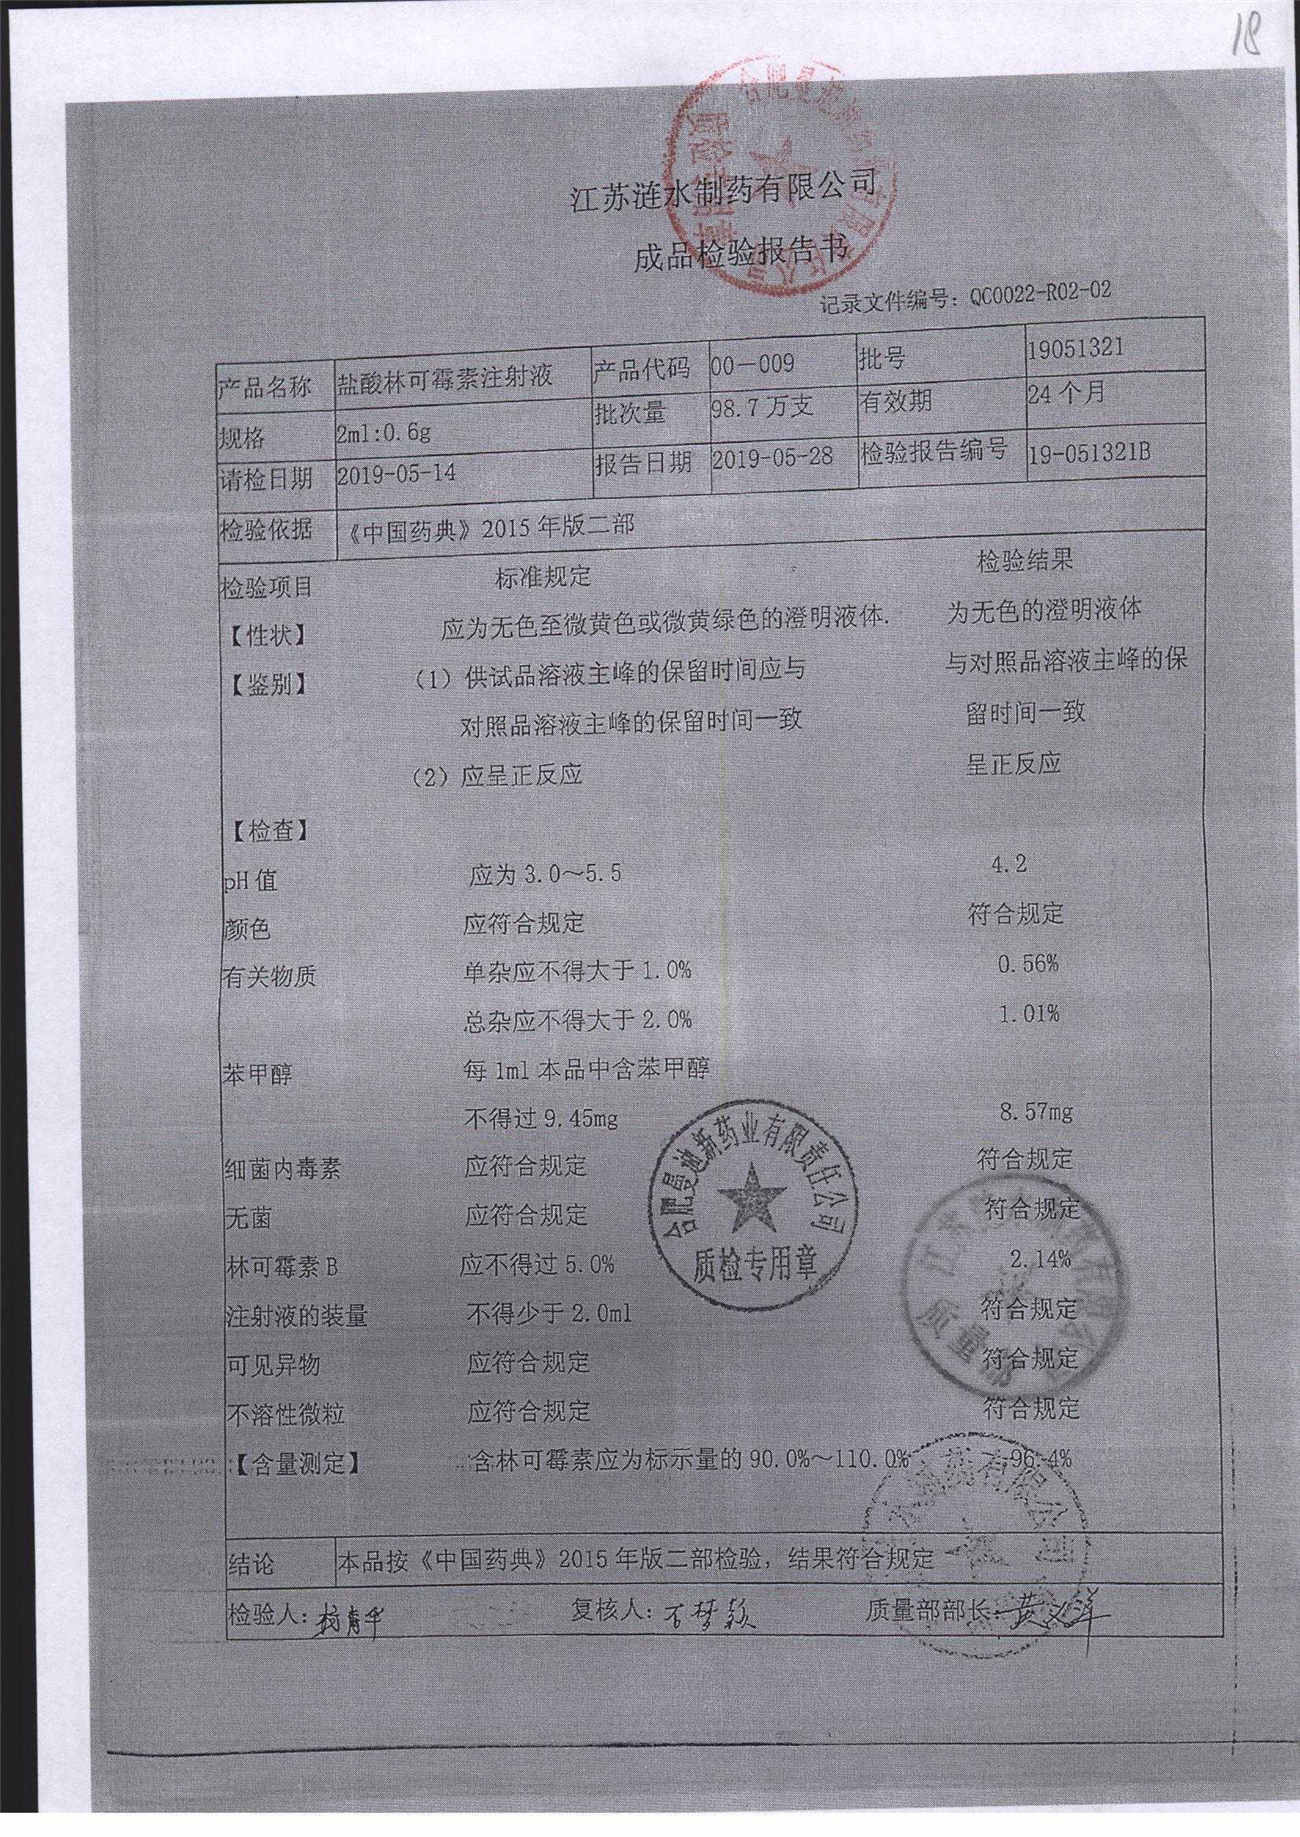 18
江苏涟水制药有限公司
成品检验报告书
记录文件编号：QC0022-R02-02
产品名称 盐酸林可霉素注射液 产品代码 00-009 批号 19051321
规格 2ml:0.6g 批次量 98.7万支 有效期 24个月
请检日期 2019-05-14 报告日期 2019-05-28 检验报告编号 19-051321B
检验依据 《中国药典》2015年版二部
检验项目 标准规定 检验结果
【性状】 应为无色至微黄色或微黄绿色的澄明液体. 为无色的澄明液体
【鉴别】 （1）供试品溶液主峰的保留时间应与 与对照品溶液主峰的保
对照品溶液主峰的保留时间一致 留时间一致
（2）应呈正反应 呈正反应
【检查】
pH值 应为3.0～5.5 4.2
颜色 应符合规定 符合规定
有关物质 单杂应不得大于1.0% 0.56%
总杂应不得大于2.0% 1.01%
苯甲醇 每1ml本品中含苯甲醇
不得过9.45mg 8.57mg
细菌内毒素 应符合规定 符合规定
无菌 应符合规定 符合规定
林可霉素B 应不得过5.0% 2.14%
注射液的装量 不得少于2.0ml 符合规定
可见异物 应符合规定 符合规定
不溶性微粒 应符合规定 符合规定
【含量测定】 含林可霉素应为标示量的90.0%～110.0% 96.4%
结论 本品按《中国药典》2015年版二部检验，结果符合规定
检验人： 复核人： 质量部部长：
合肥曼迪新药业有限责任公司
质检专用章
质量部